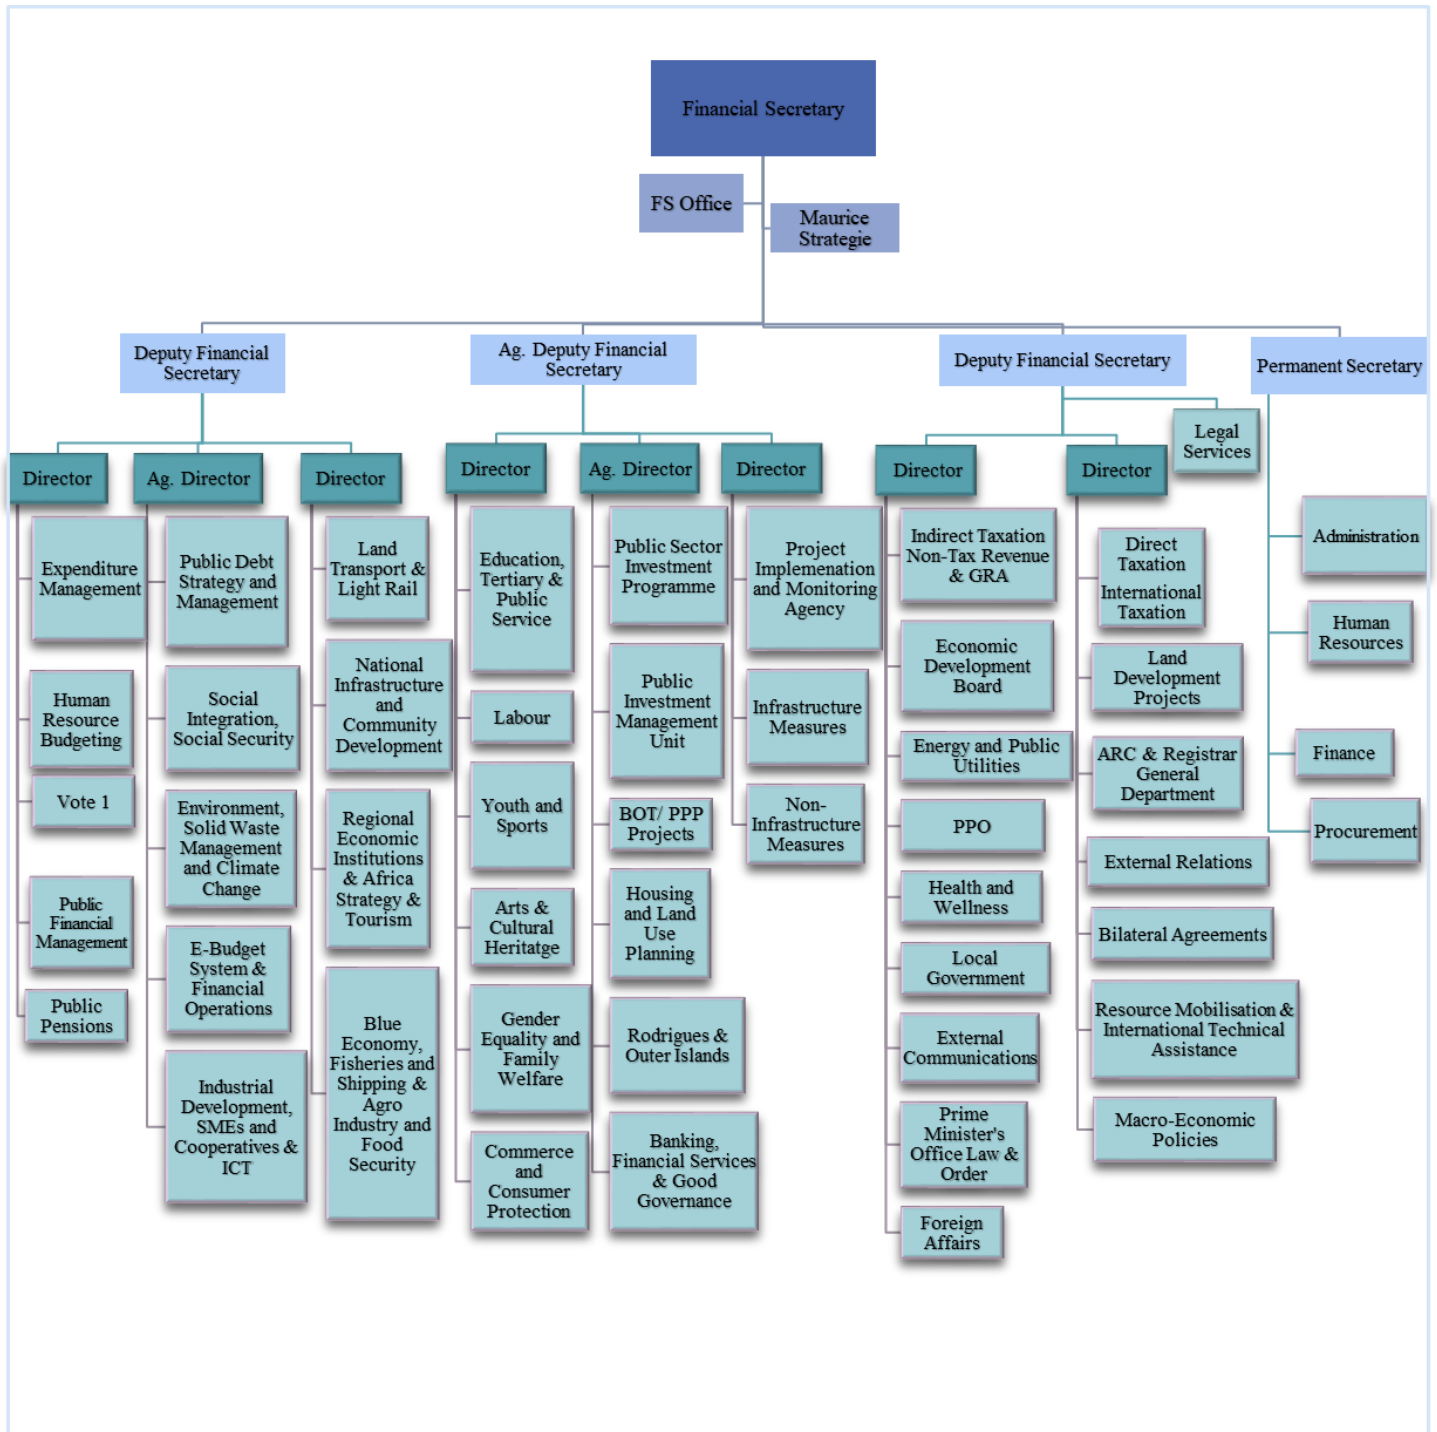 Financial Secretary
FS Office
Maurice
Strategie
Deputy Financial
Secretary
Ag. Deputy Financial
Secretary
Deputy Financial Secretary
Permanent Secretary
Legal
Services
Director
Ag. Director
Director
Director
Ag. Director
Director
Director
Director
Expenditure
Management
Human
Resource
Budgeting
Vote 1
Public
Financial
Management
Public
Pensions
Public Debt
Strategy and
Management
Social
Integration,
Social Security
Environment,
Solid Waste
Management
and Climate
Change
E-Budget
System &
Financial
Operations
Industrial
Development,
SMEs and
Cooperatives &
ICT
Land
Transport &
Light Rail
National
Infrastructure
and
Community
Development
Regional
Economic
Institutions
& Africa
Strategy &
Tourism
Blue
Economy,
Fisheries and
Shipping &
Agro
Industry and
Food
Security
Education,
Tertiary &
Public
Service
Labour
Youth and
Sports
Arts &
Cultural
Heritatge
Gender
Equality and
Family
Welfare
Commerce
and
Consumer
Protection
Public Sector
Investment
Programme
Public
Investment
Management
Unit
BOT/ PPP
Projects
Housing
and Land
Use
Planning
Rodrigues &
Outer Islands
Banking,
Financial Services
& Good
Governance
Project
Implemenation
and Monitoring
Agency
Infrastructure
Measures
Non-
Infrastructure
Measures
Indirect Taxation
Non-Tax Revenue
& GRA
Economic
Development
Board
Energy and Public
Utilities
PPO
Health and
Wellness
Local
Government
External
Communications
Prime
Minister's
Office Law &
Order
Foreign
Affairs
Direct
Taxation
International
Taxation
Land
Development
Projects
ARC & Registrar
General
Department
External Relations
Bilateral Agreements
Resource Mobilisation &
International Technical
Assistance
Macro-Economic
Policies
Administration
Human
Resources
Finance
Procurement